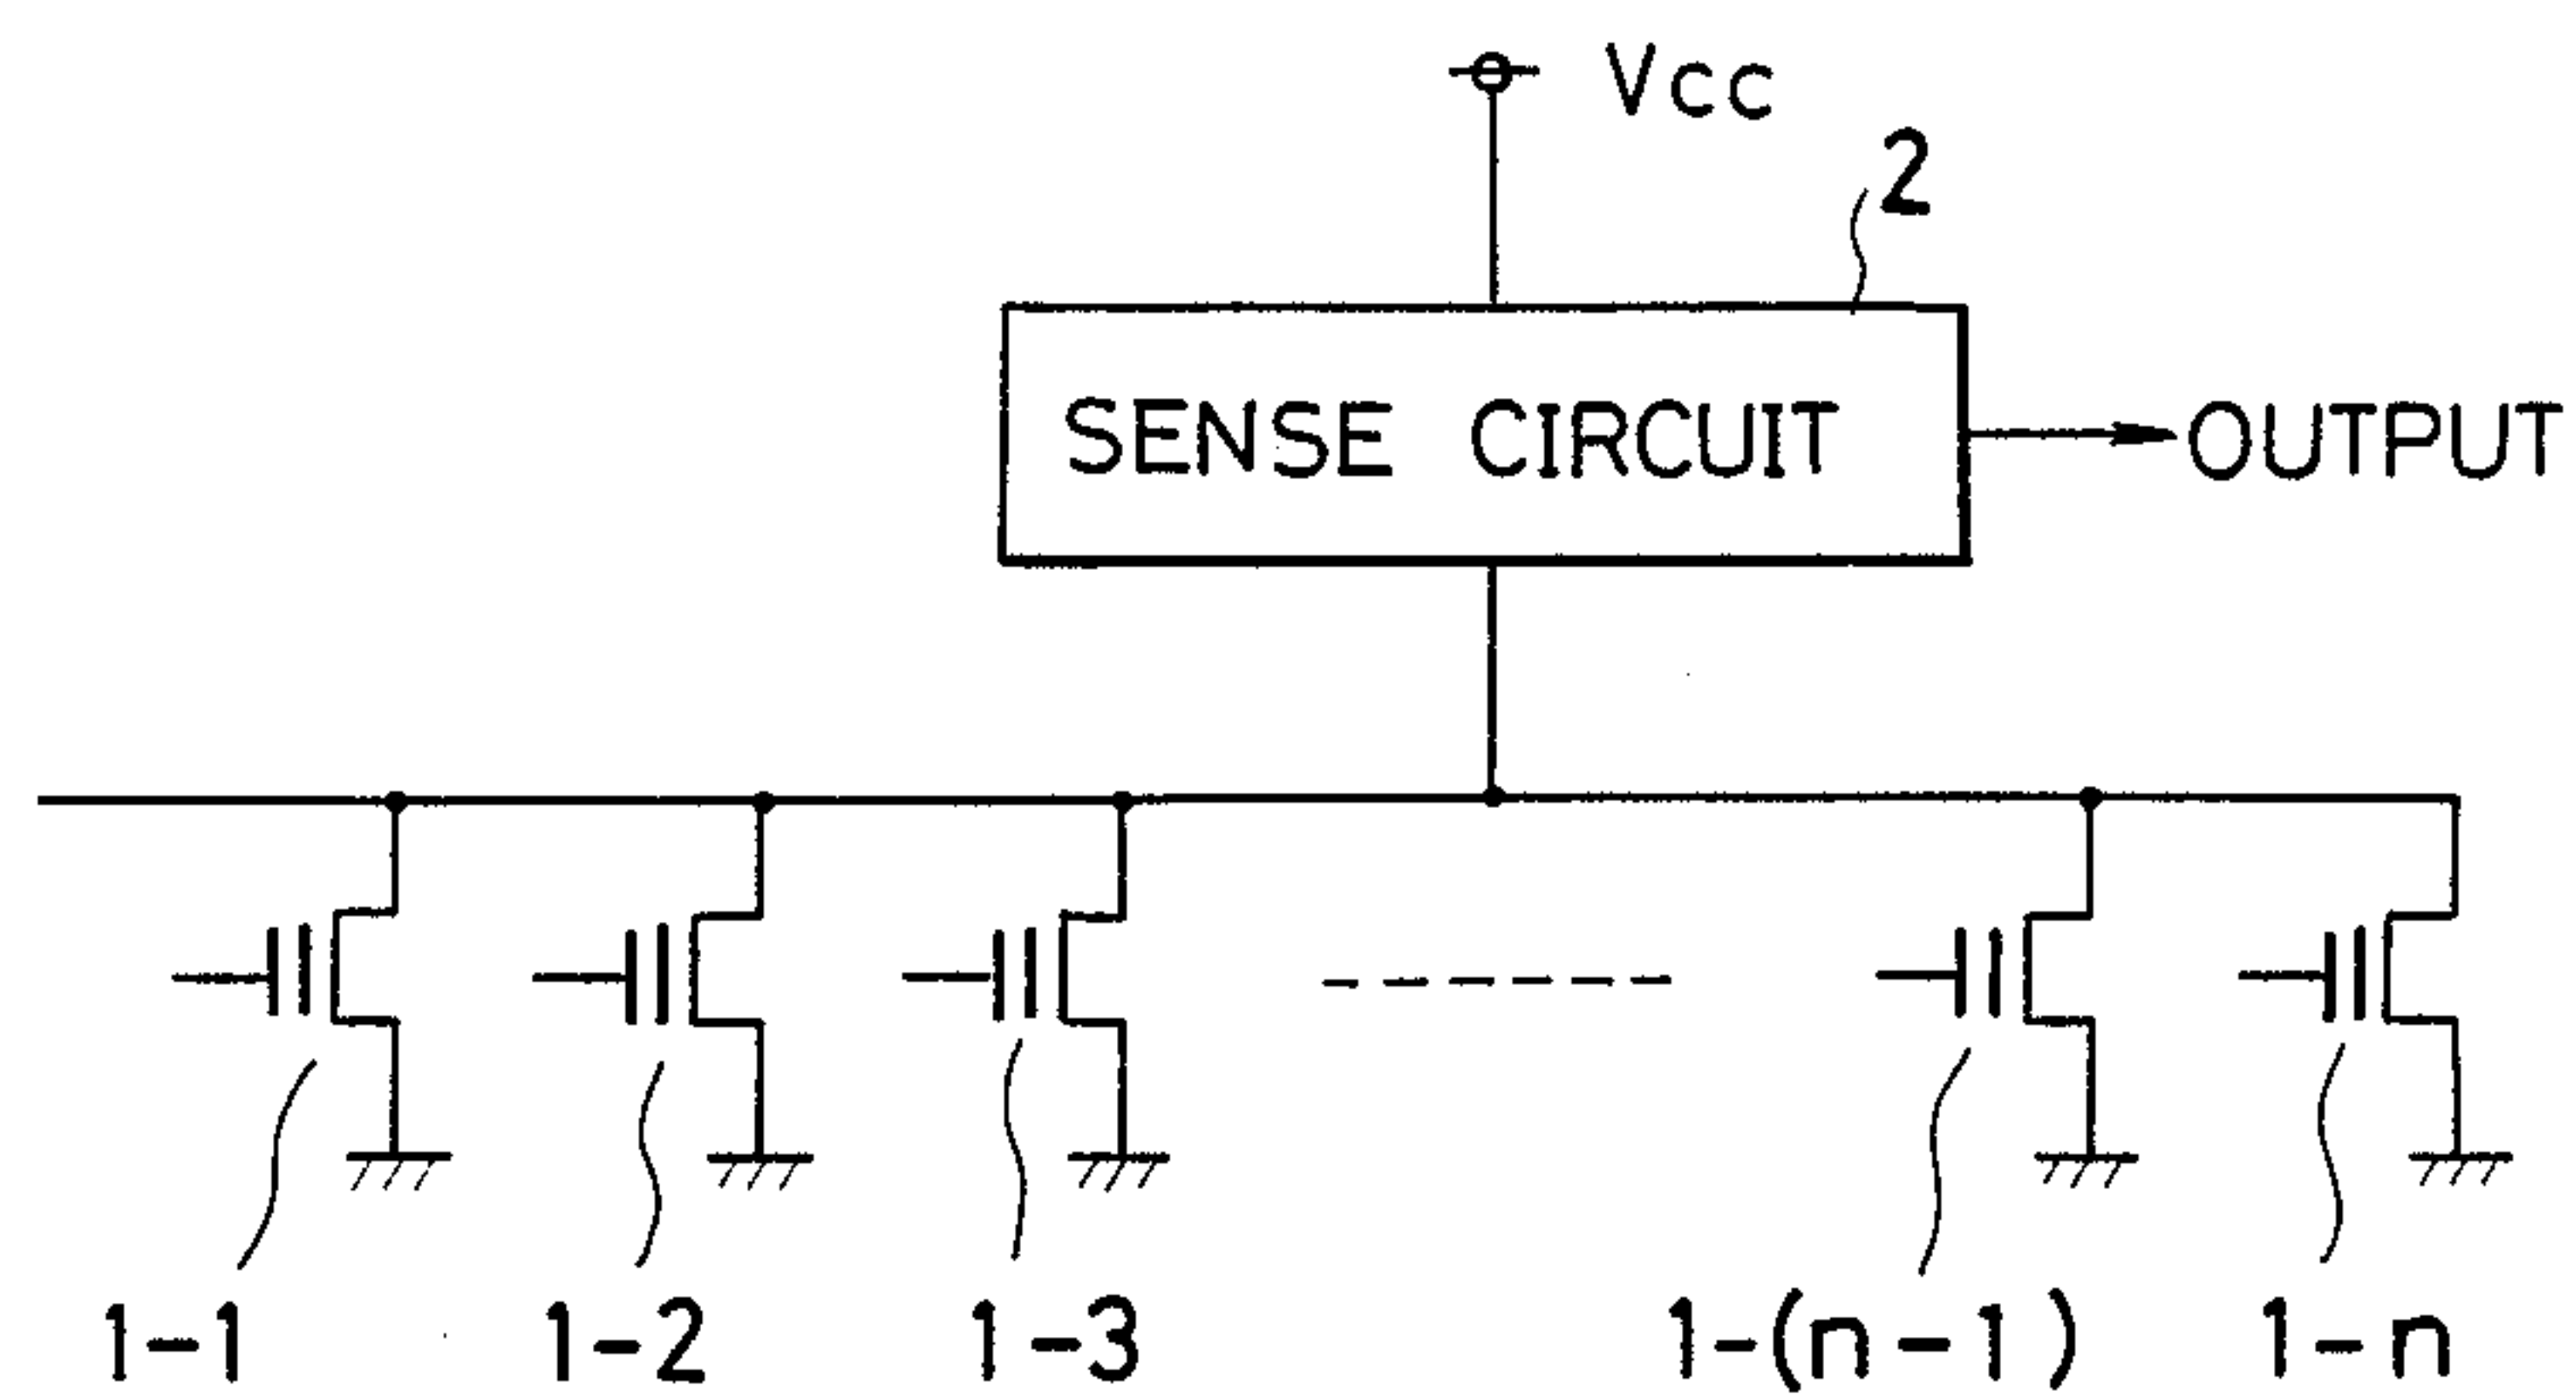 Vcc
2
SENSE CIRCUIT
OUTPUT
1-1 1-2 1-3 1-(n-1) 1-n